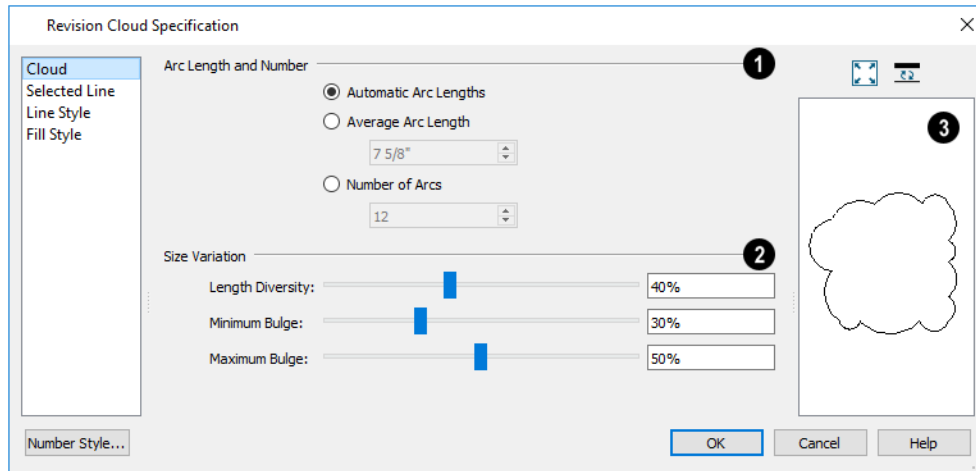 Revision Cloud Specification
Cloud
Selected Line
Line Style
Fill Style
Arc Length and Number
1
Automatic Arc Lengths
Average Arc Length
7 5/8"
Number of Arcs
12
Size Variation
2
Length Diversity: 40%
Minimum Bulge: 30%
Maximum Bulge: 50%
3
Number Style...
OK
Cancel
Help